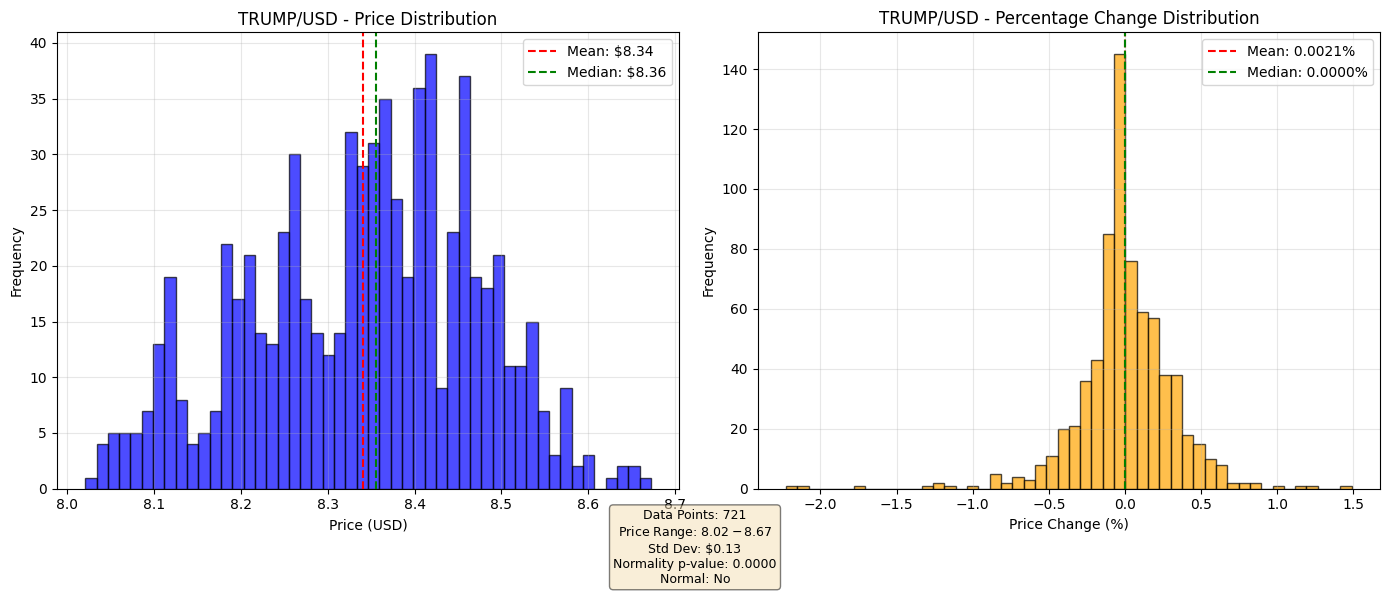 TRUMP/USD - Price Distribution
Mean: $8.34
Median: $8.36
Frequency
40
35
30
25
20
15
10
5
0
8.0 8.1 8.2 8.3 8.4 8.5 8.6 8.7
Price (USD)
TRUMP/USD - Percentage Change Distribution
Mean: 0.0021%
Median: 0.0000%
Frequency
140
120
100
80
60
40
20
0
−2.0 −1.5 −1.0 −0.5 0.0 0.5 1.0 1.5
Price Change (%)
Data Points: 721
Price Range: 8.02 − 8.67
Std Dev: $0.13
Normality p-value: 0.0000
Normal: No